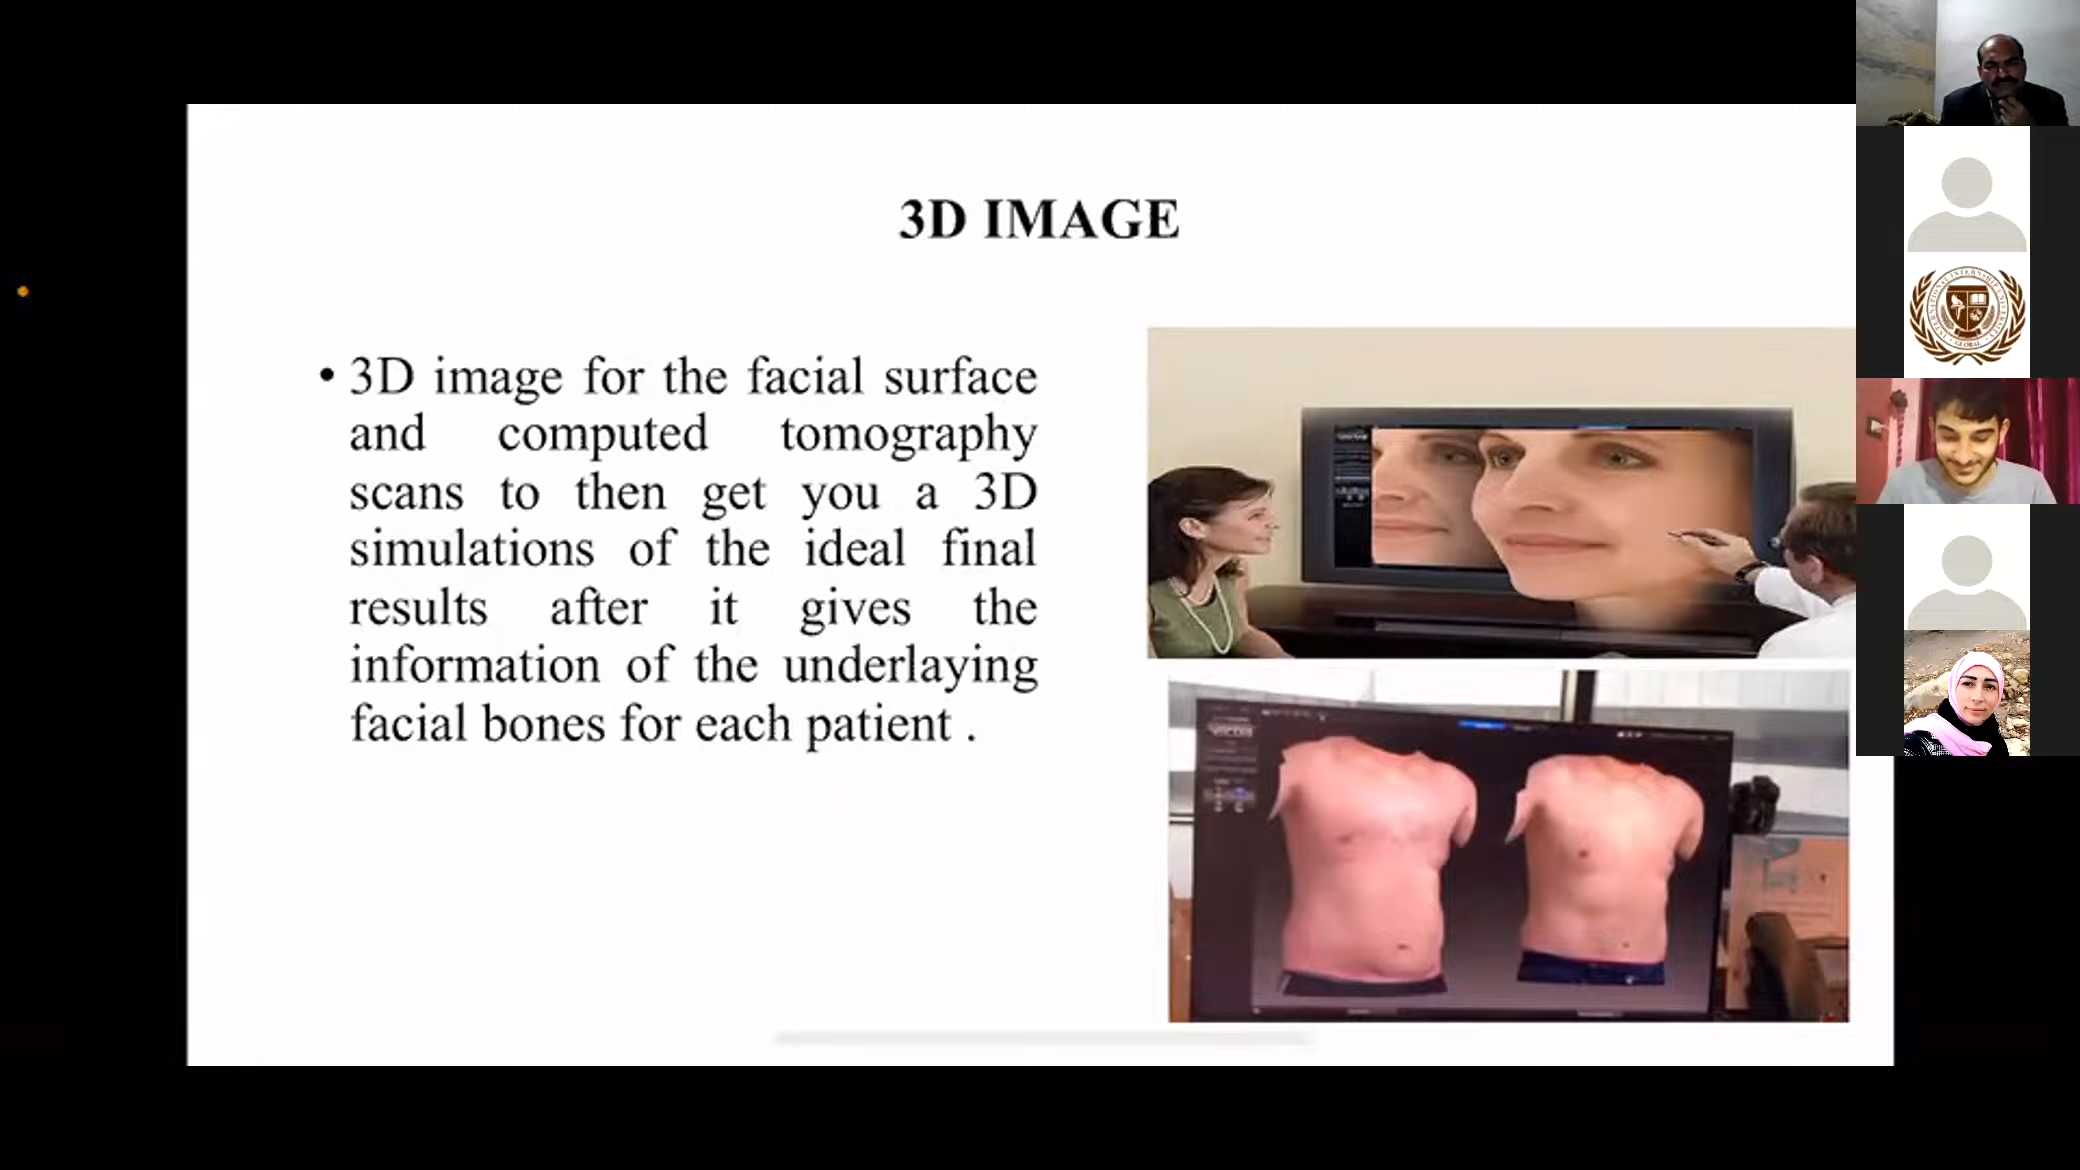 3D IMAGE
• 3D image for the facial surface
and computed tomography
scans to then get you a 3D
simulations of the ideal final
results after it gives the
information of the underlaying
facial bones for each patient .